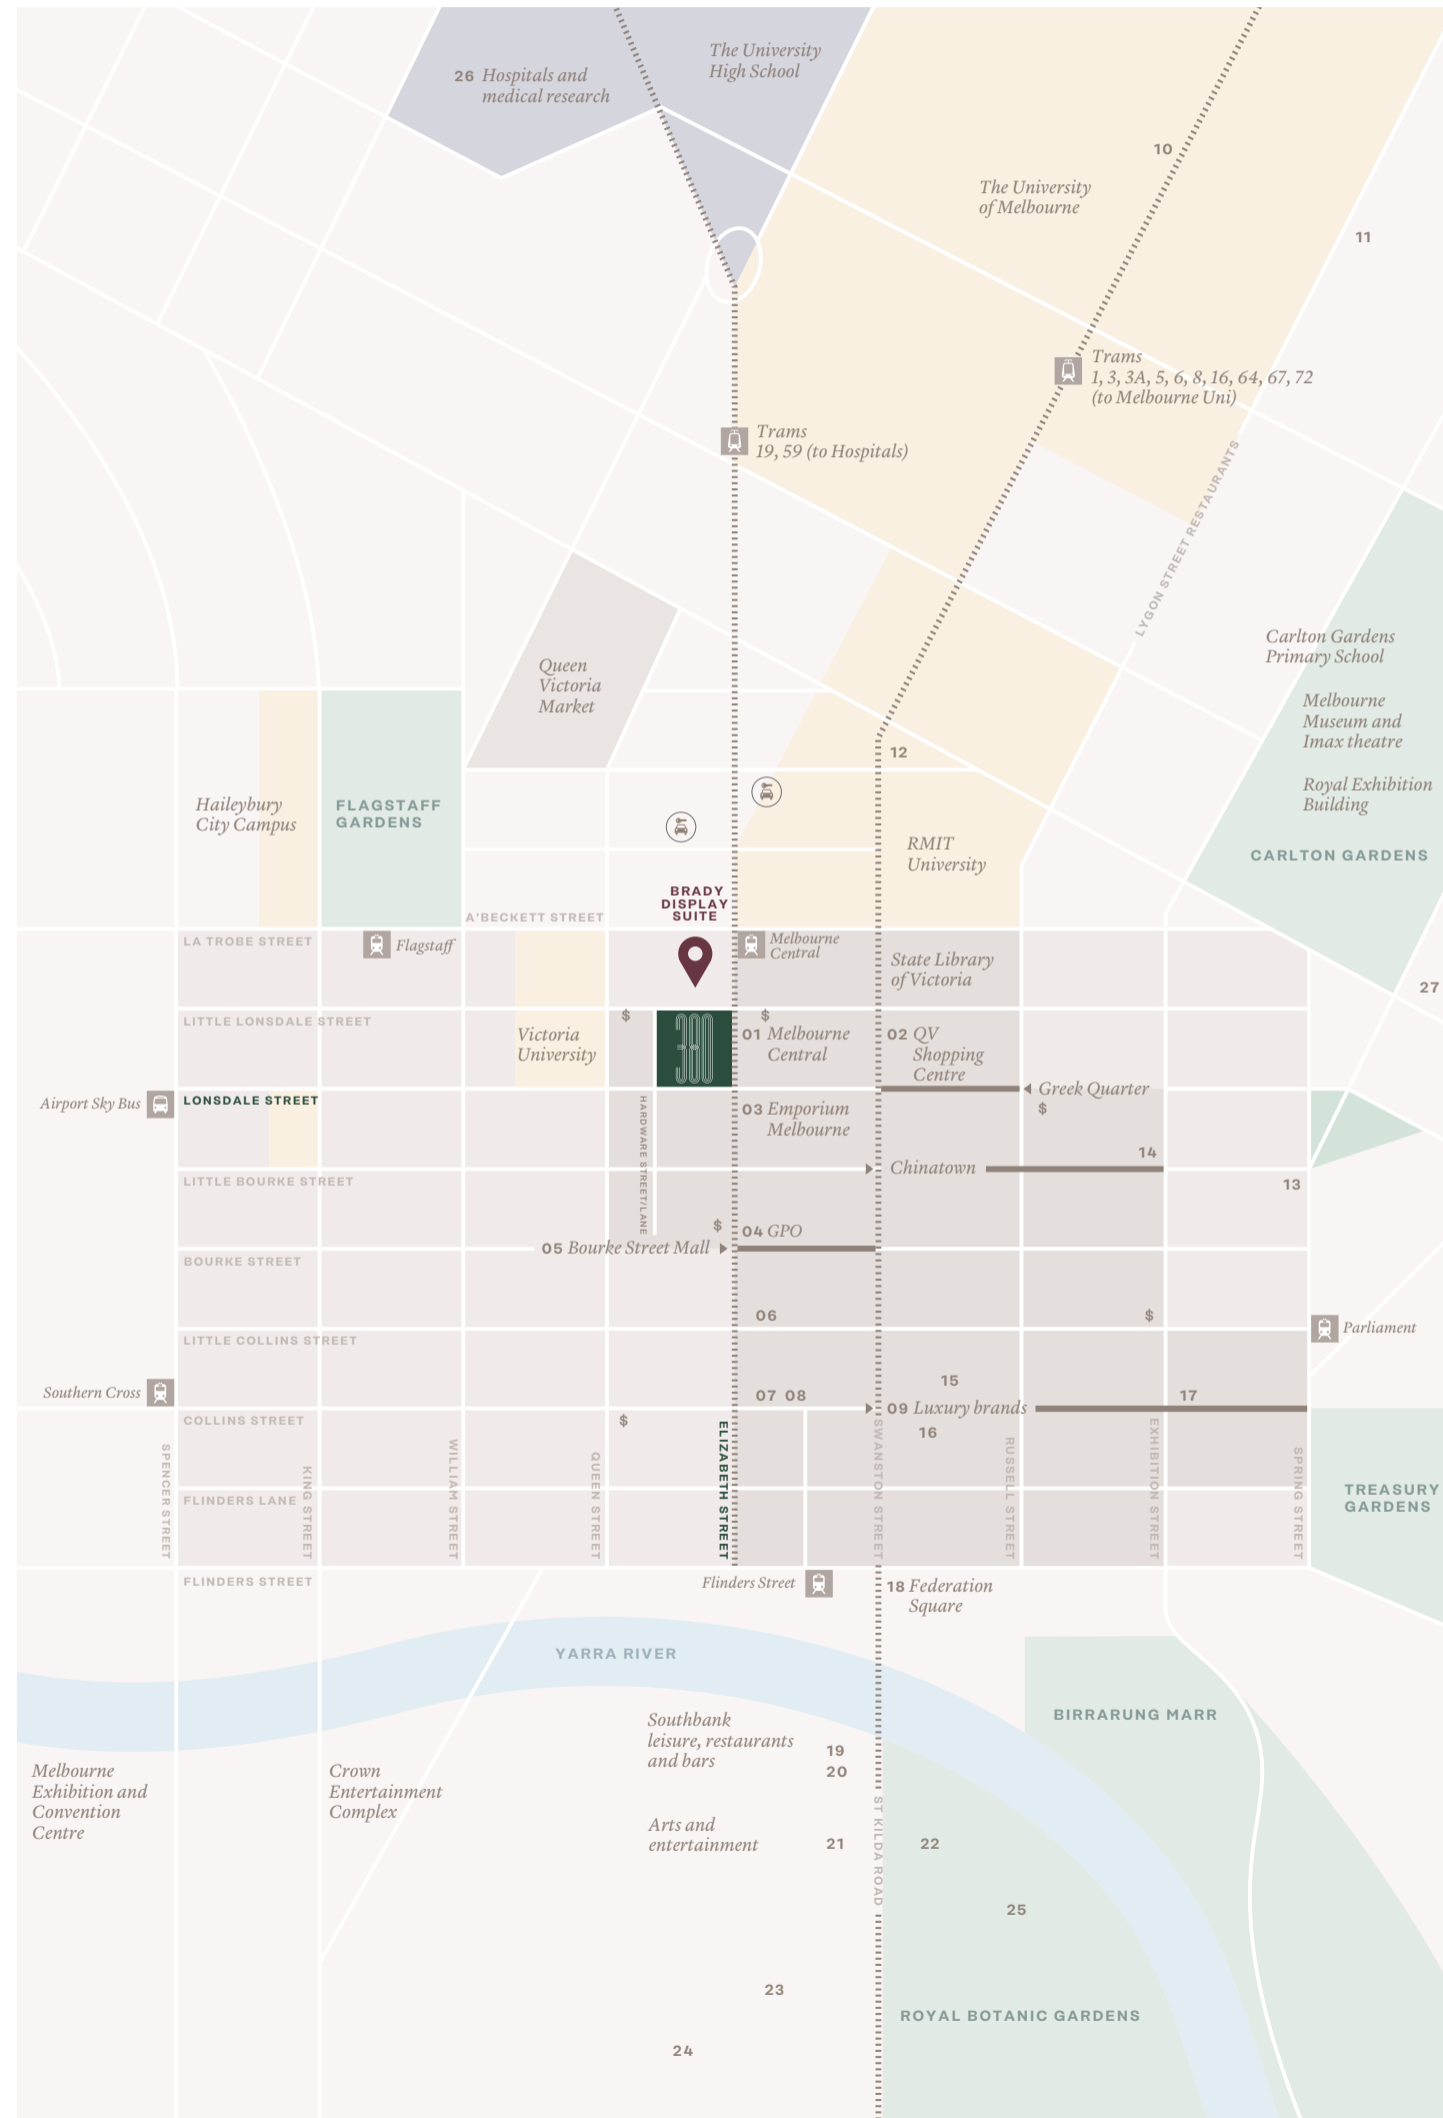 The University
High School
26 Hospitals and
medical research
10
The University
of Melbourne
11
Trams
1, 3, 3A, 5, 6, 8, 16, 64, 67, 72
(to Melbourne Uni)
Trams
19, 59 (to Hospitals)
LYGON STREET RESTAURANTS
Carlton Gardens
Primary School
Queen
Victoria
Market
Melbourne
Museum and
Imax theatre
12
Royal Exhibition
Building
Haileybury
City Campus
FLAGSTAFF
GARDENS
RMIT
University
CARLTON GARDENS
BRADY
DISPLAY
SUITE
A'BECKETT STREET
LA TROBE STREET
Flagstaff
Melbourne
Central
State Library
of Victoria
27
LITTLE LONSDALE STREET
$
$
Victoria
University
380
01 Melbourne
Central
02 QV
Shopping
Centre
Greek Quarter
$
Airport Sky Bus
LONSDALE STREET
HARDWARE STREET/LANE
03 Emporium
Melbourne
14
Chinatown
LITTLE BOURKE STREET
13
$
04 GPO
05 Bourke Street Mall
BOURKE STREET
06
$
LITTLE COLLINS STREET
Parliament
Southern Cross
07 08
15
17
09 Luxury brands
COLLINS STREET
$
16
SPENCER STREET
KING STREET
WILLIAM STREET
QUEEN STREET
ELIZABETH STREET
SWANSTON STREET
RUSSELL STREET
EXHIBITION STREET
SPRING STREET
TREASURY
GARDENS
FLINDERS LANE
FLINDERS STREET
Flinders Street
18 Federation
Square
YARRA RIVER
BIRRARUNG MARR
Southbank
leisure, restaurants
and bars
19
20
Melbourne
Exhibition and
Convention
Centre
Crown
Entertainment
Complex
Arts and
entertainment
21
ST KILDA ROAD
22
25
23
ROYAL BOTANIC GARDENS
24